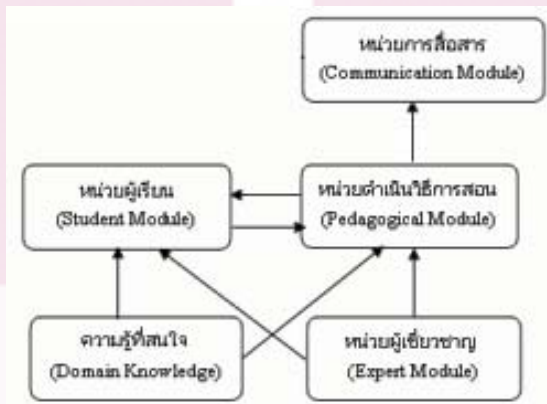 หน่วยการสื่อสาร
(Communication Module)
หน่วยผู้เรียน
(Student Module)
หน่วยดำเนินวิธีการสอน
(Pedagogical Module)
ความรู้ที่สนใจ
(Domain Knowledge)
หน่วยผู้เชี่ยวชาญ
(Expert Module)